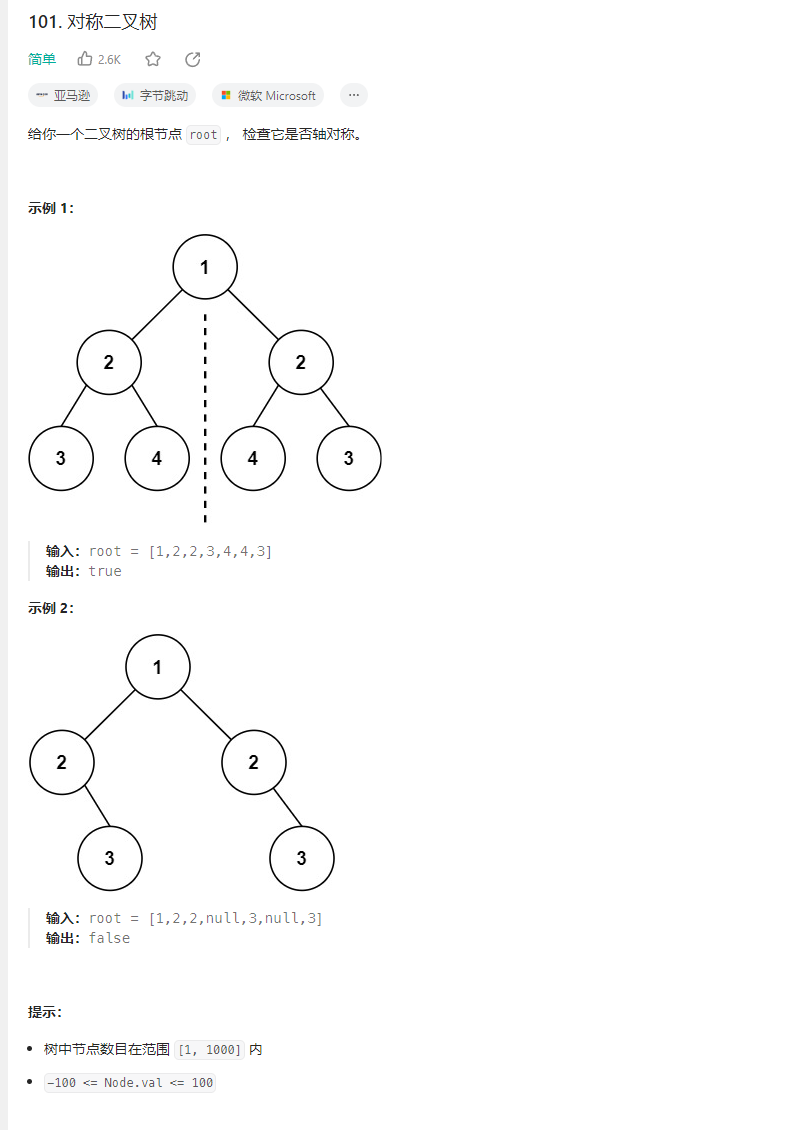 101. 对称二叉树
简单 2.6K
亚马逊 字节跳动 微软 Microsoft ...
给你一个二叉树的根节点 root ， 检查它是否轴对称。
示例 1：
1
2 2
3 4 4 3
输入：root = [1,2,2,3,4,4,3]
输出：true
示例 2：
1
2 2
3 3
输入：root = [1,2,2,null,3,null,3]
输出：false
提示：
树中节点数目在范围 [1, 1000] 内
-100 <= Node.val <= 100